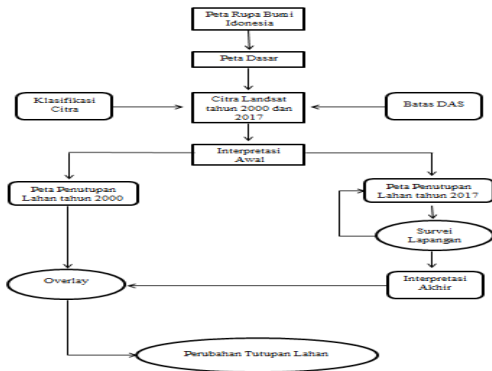 Peta Rupa Bumi
Idonesia
Peta Dasar
Klasifikasi
Citra
Citra Landsat
tahun 2000 dan
2017
Batas DAS
Interpretasi
Awal
Peta Penutupan
Lahan tahun 2000
Peta Penutupan
Lahan tahun 2017
Survei
Lapangan
Overlay
Interpretasi
Akhir
Perubahan Tutupan Lahan